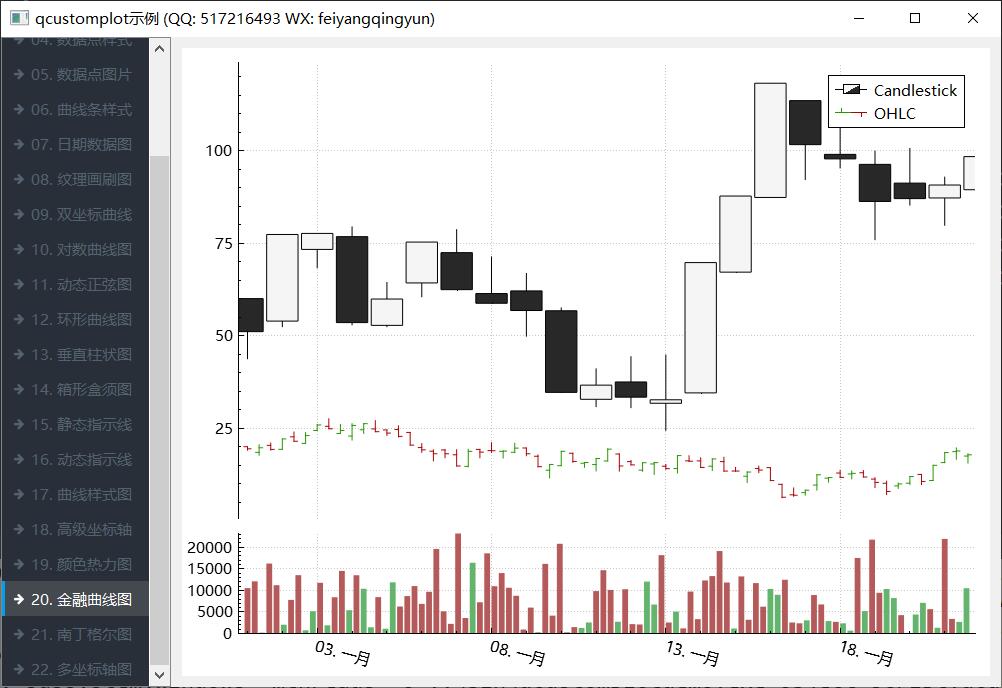 qcustomplot示例 (QQ: 517216493 WX: feiyangqingyun)
04. 数据点样式
05. 数据点图片
06. 曲线条样式
07. 日期数据图
08. 纹理画刷图
09. 双坐标曲线
10. 对数曲线图
11. 动态正弦图
12. 环形曲线图
13. 垂直柱状图
14. 箱形盒须图
15. 静态指示线
16. 动态指示线
17. 曲线样式图
18. 高级坐标轴
19. 颜色热力图
20. 金融曲线图
21. 南丁格尔图
22. 多坐标轴图
Candlestick
OHLC
100
75
50
25
20000
15000
10000
5000
0
03. 一月
08. 一月
13. 一月
18. 一月